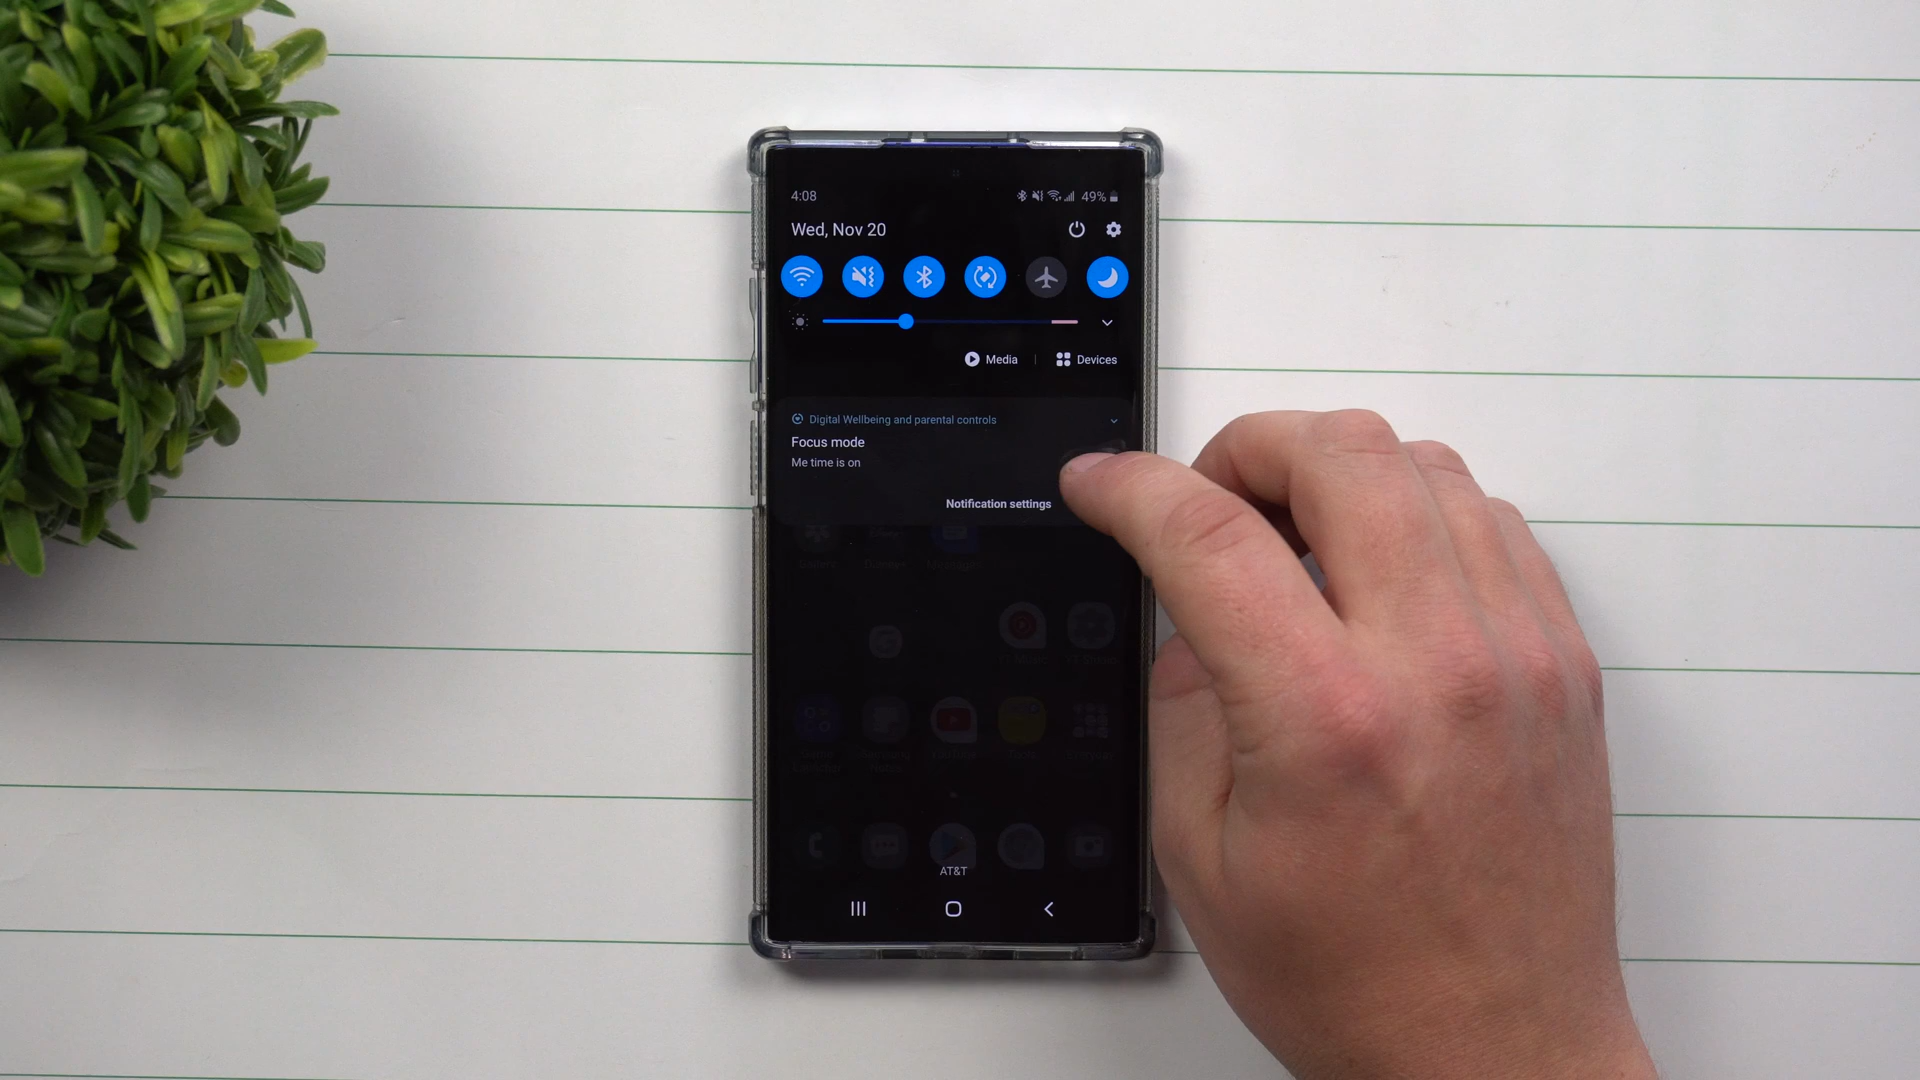 4:08 49%
Wed, Nov 20
Media | Devices
Digital Wellbeing and parental controls
Focus mode
Me time is on
Notification settings
AT&T